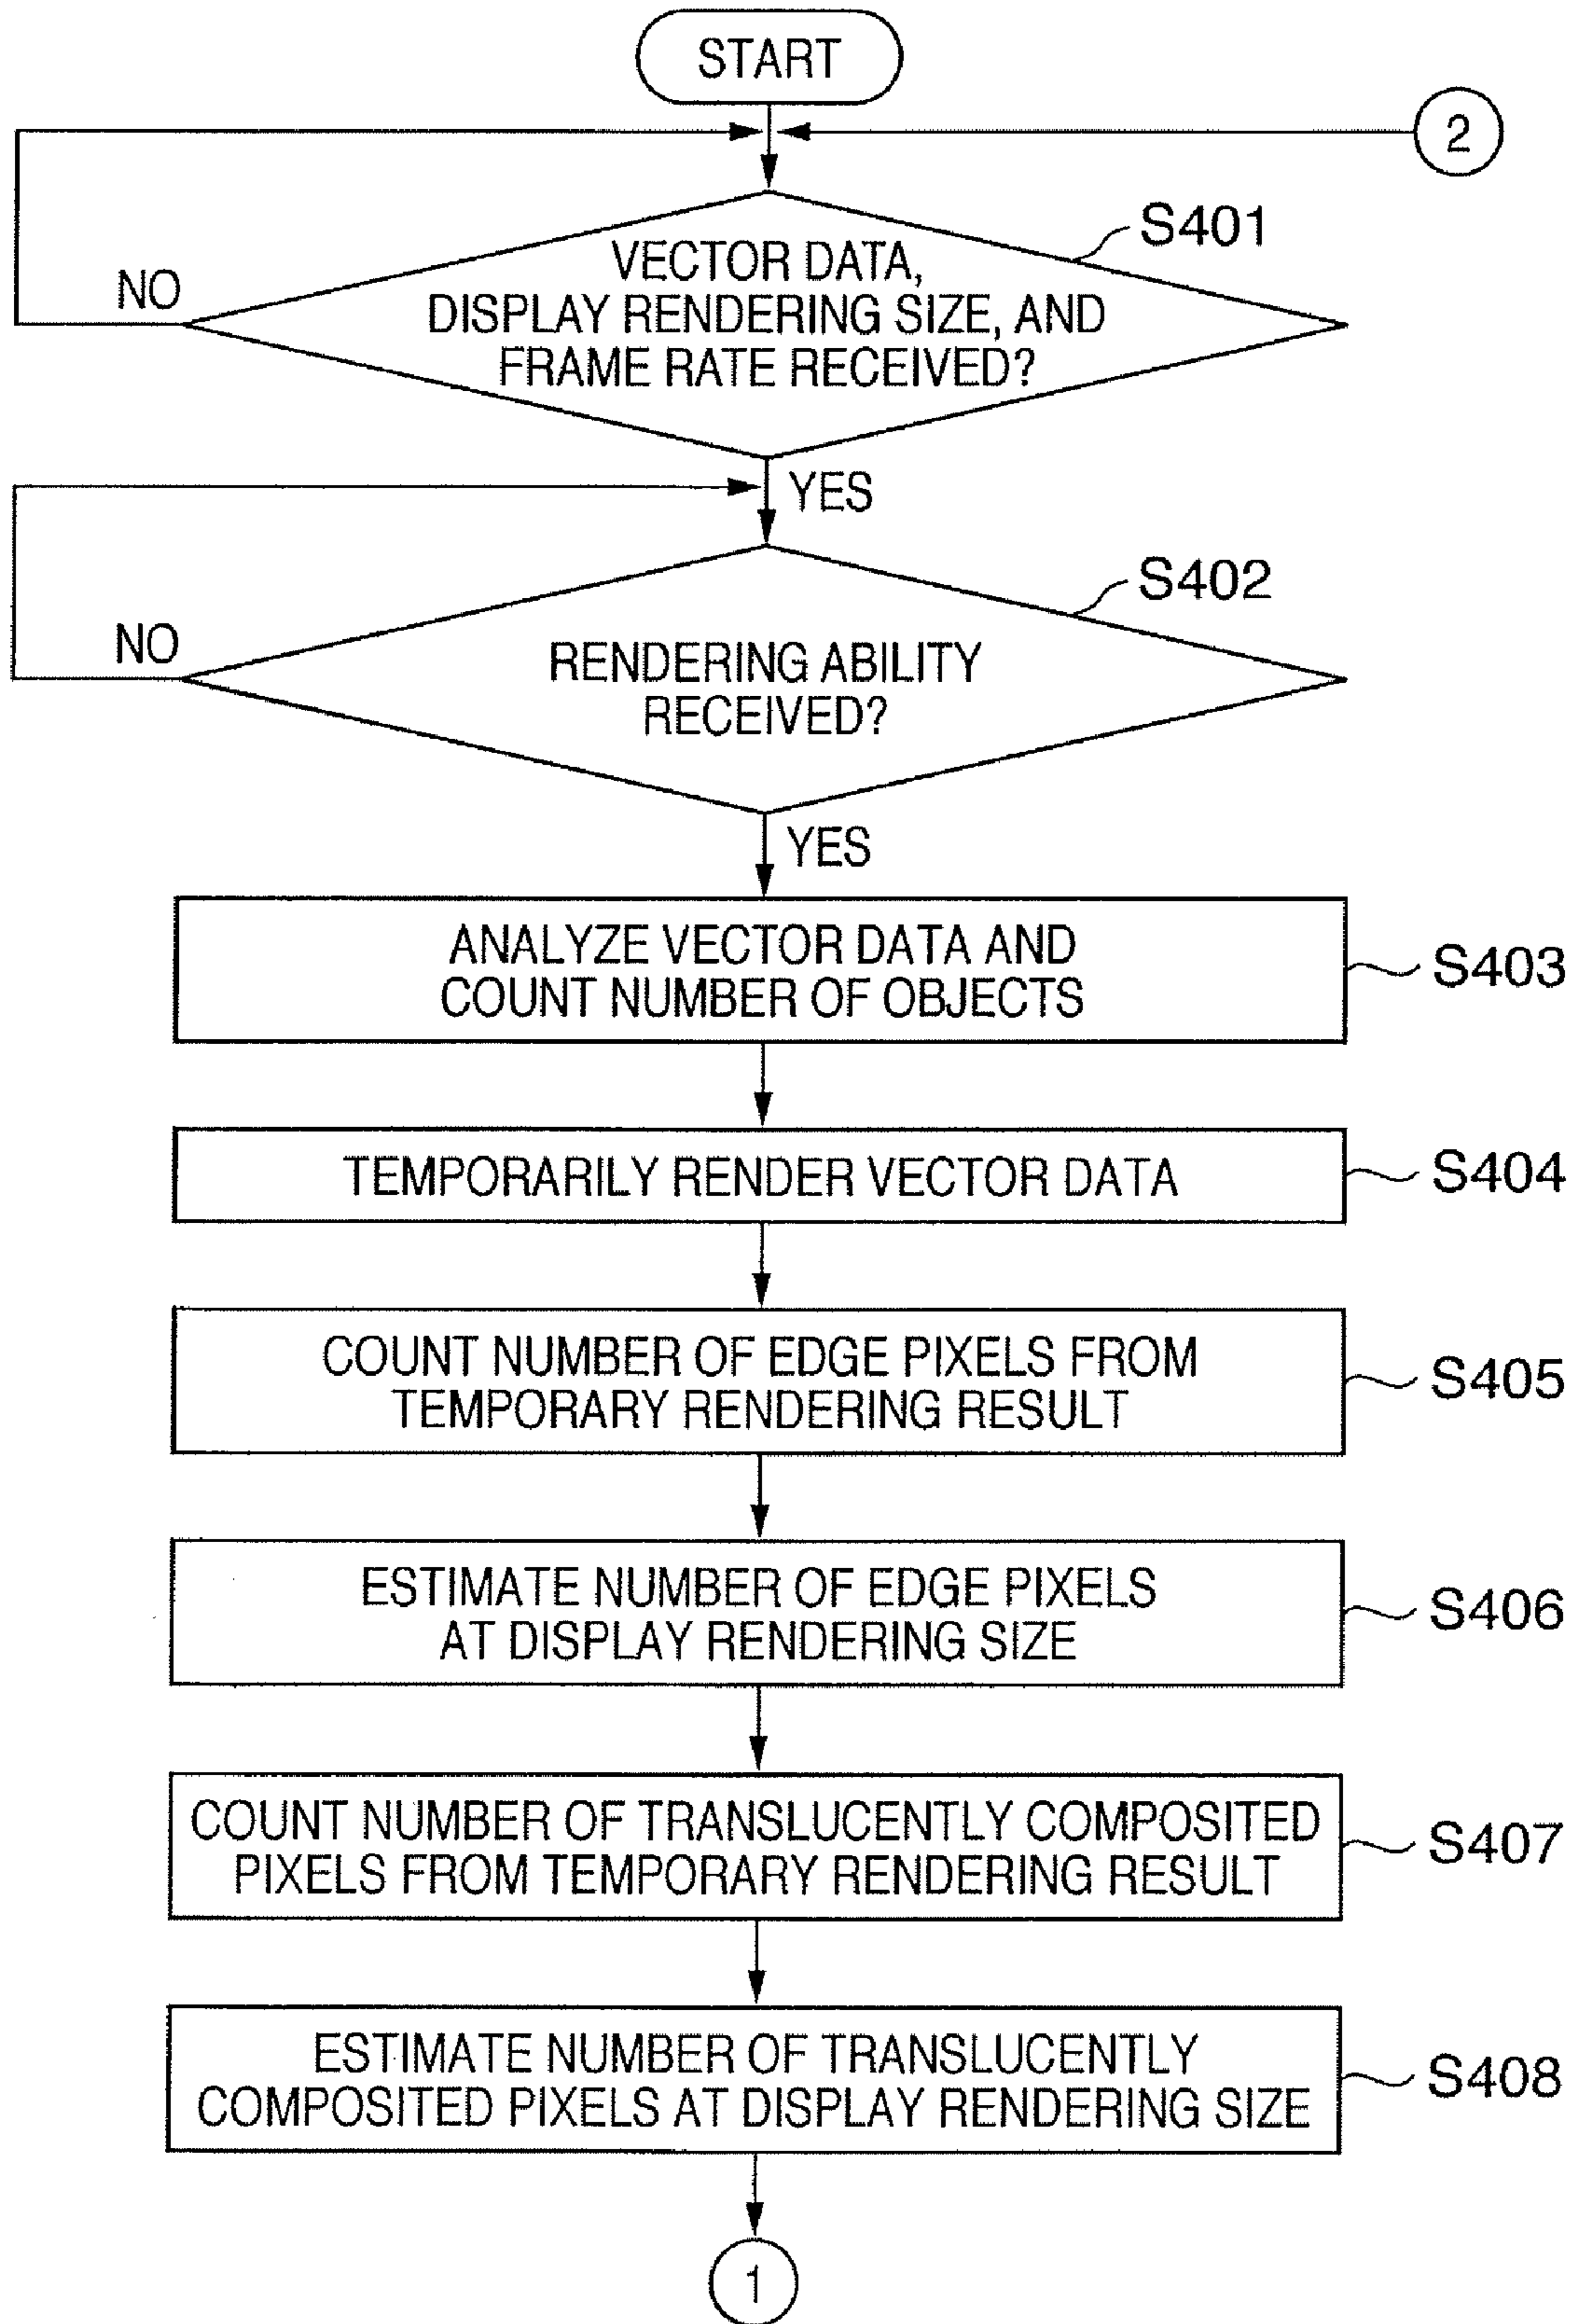 START
2
S401
VECTOR DATA,
DISPLAY RENDERING SIZE, AND
FRAME RATE RECEIVED?
NO
YES
S402
RENDERING ABILITY
RECEIVED?
NO
YES
ANALYZE VECTOR DATA AND
COUNT NUMBER OF OBJECTS
S403
TEMPORARILY RENDER VECTOR DATA
S404
COUNT NUMBER OF EDGE PIXELS FROM
TEMPORARY RENDERING RESULT
S405
ESTIMATE NUMBER OF EDGE PIXELS
AT DISPLAY RENDERING SIZE
S406
COUNT NUMBER OF TRANSLUCENTLY COMPOSITED
PIXELS FROM TEMPORARY RENDERING RESULT
S407
ESTIMATE NUMBER OF TRANSLUCENTLY
COMPOSITED PIXELS AT DISPLAY RENDERING SIZE
S408
1